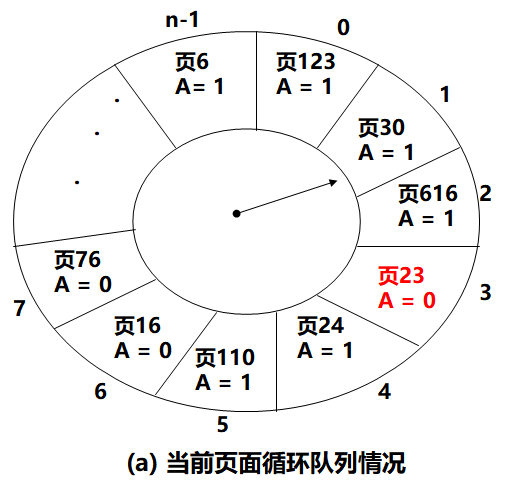 n-1
0
页6
A= 1
页123
A = 1
1
页30
A = 1
2
页616
A = 1
3
页23
A = 0
4
页24
A = 1
5
页110
A = 1
6
页16
A = 0
7
页76
A = 0
(a) 当前页面循环队列情况